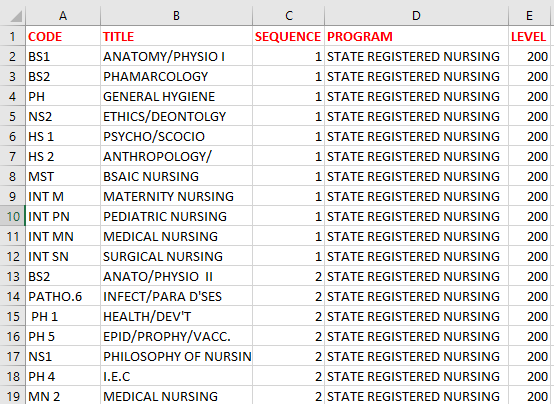 A B C D E
1 CODE TITLE SEQUENCE PROGRAM LEVEL
2 BS1 ANATOMY/PHYSIO I 1 STATE REGISTERED NURSING 200
3 BS2 PHAMARCOLOGY 1 STATE REGISTERED NURSING 200
4 PH GENERAL HYGIENE 1 STATE REGISTERED NURSING 200
5 NS2 ETHICS/DEONTOLGY 1 STATE REGISTERED NURSING 200
6 HS 1 PSYCHO/SCOCIO 1 STATE REGISTERED NURSING 200
7 HS 2 ANTHROPOLOGY/ 1 STATE REGISTERED NURSING 200
8 MST BSAIC NURSING 1 STATE REGISTERED NURSING 200
9 INT M MATERNITY NURSING 1 STATE REGISTERED NURSING 200
10 INT PN PEDIATRIC NURSING 1 STATE REGISTERED NURSING 200
11 INT MN MEDICAL NURSING 1 STATE REGISTERED NURSING 200
12 INT SN SURGICAL NURSING 1 STATE REGISTERED NURSING 200
13 BS2 ANATO/PHYSIO II 2 STATE REGISTERED NURSING 200
14 PATHO.6 INFECT/PARA D'SES 2 STATE REGISTERED NURSING 200
15 PH 1 HEALTH/DEV'T 2 STATE REGISTERED NURSING 200
16 PH 5 EPID/PROPHY/VACC. 2 STATE REGISTERED NURSING 200
17 NS1 PHILOSOPHY OF NURSIN 2 STATE REGISTERED NURSING 200
18 PH 4 I.E.C 2 STATE REGISTERED NURSING 200
19 MN 2 MEDICAL NURSING 2 STATE REGISTERED NURSING 200